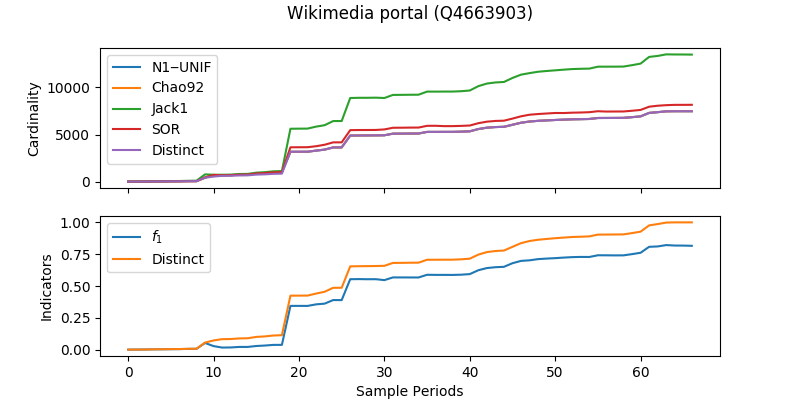 Wikimedia portal (Q4663903)
Cardinality
10000
5000
0
N1−UNIF
Chao92
Jack1
SOR
Distinct
Indicators
1.00
0.75
0.50
0.25
0.00
f1
Distinct
0 10 20 30 40 50 60
Sample Periods